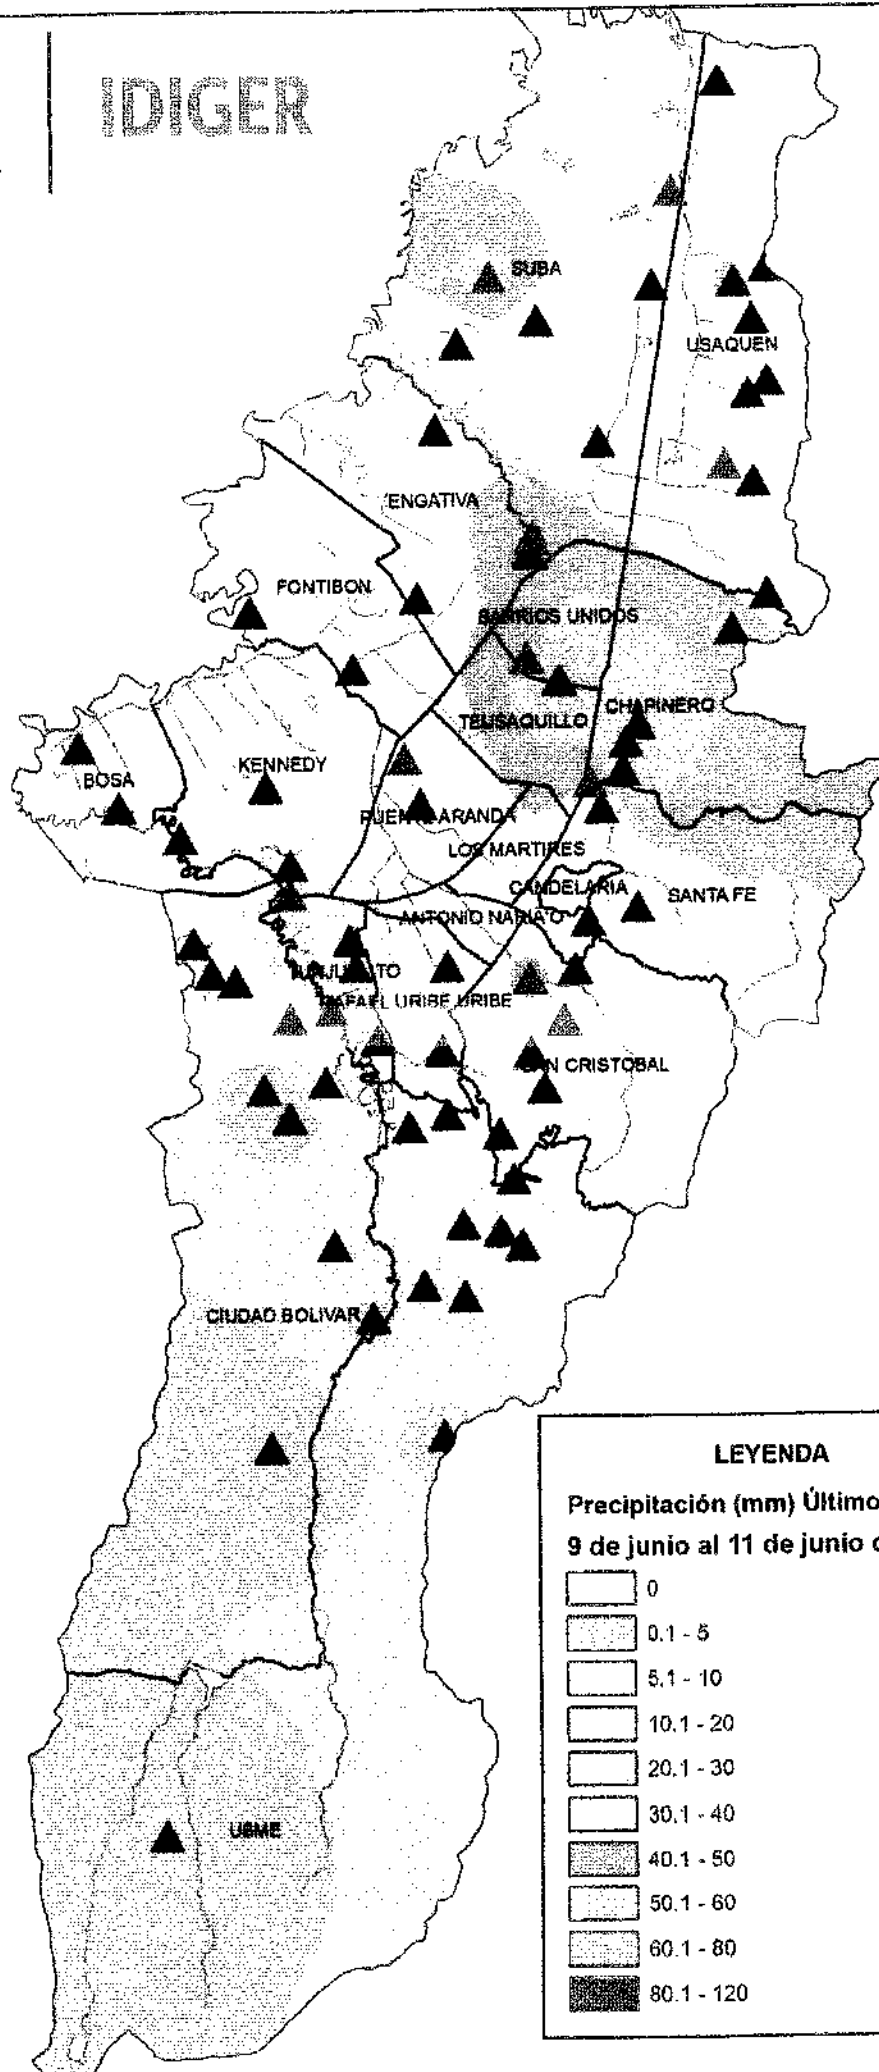 IDIGER
SUBA
USAQUEN
ENGATIVA
FONTIBON
BARRIOS UNIDOS
CHAPINERO
TEUSAQUILLO
KENNEDY
BOSA
PUENTE ARANDA
LOS MARTIRES
CANDELARIA
SANTA FE
ANTONIO NARIÑO
TUNJUELITO
RAFAEL URIBE URIBE
SAN CRISTOBAL
CIUDAD BOLIVAR
USME
LEYENDA
Precipitación (mm) Último
9 de junio al 11 de junio
0
0.1 - 5
5.1 - 10
10.1 - 20
20.1 - 30
30.1 - 40
40.1 - 50
50.1 - 60
60.1 - 80
80.1 - 120